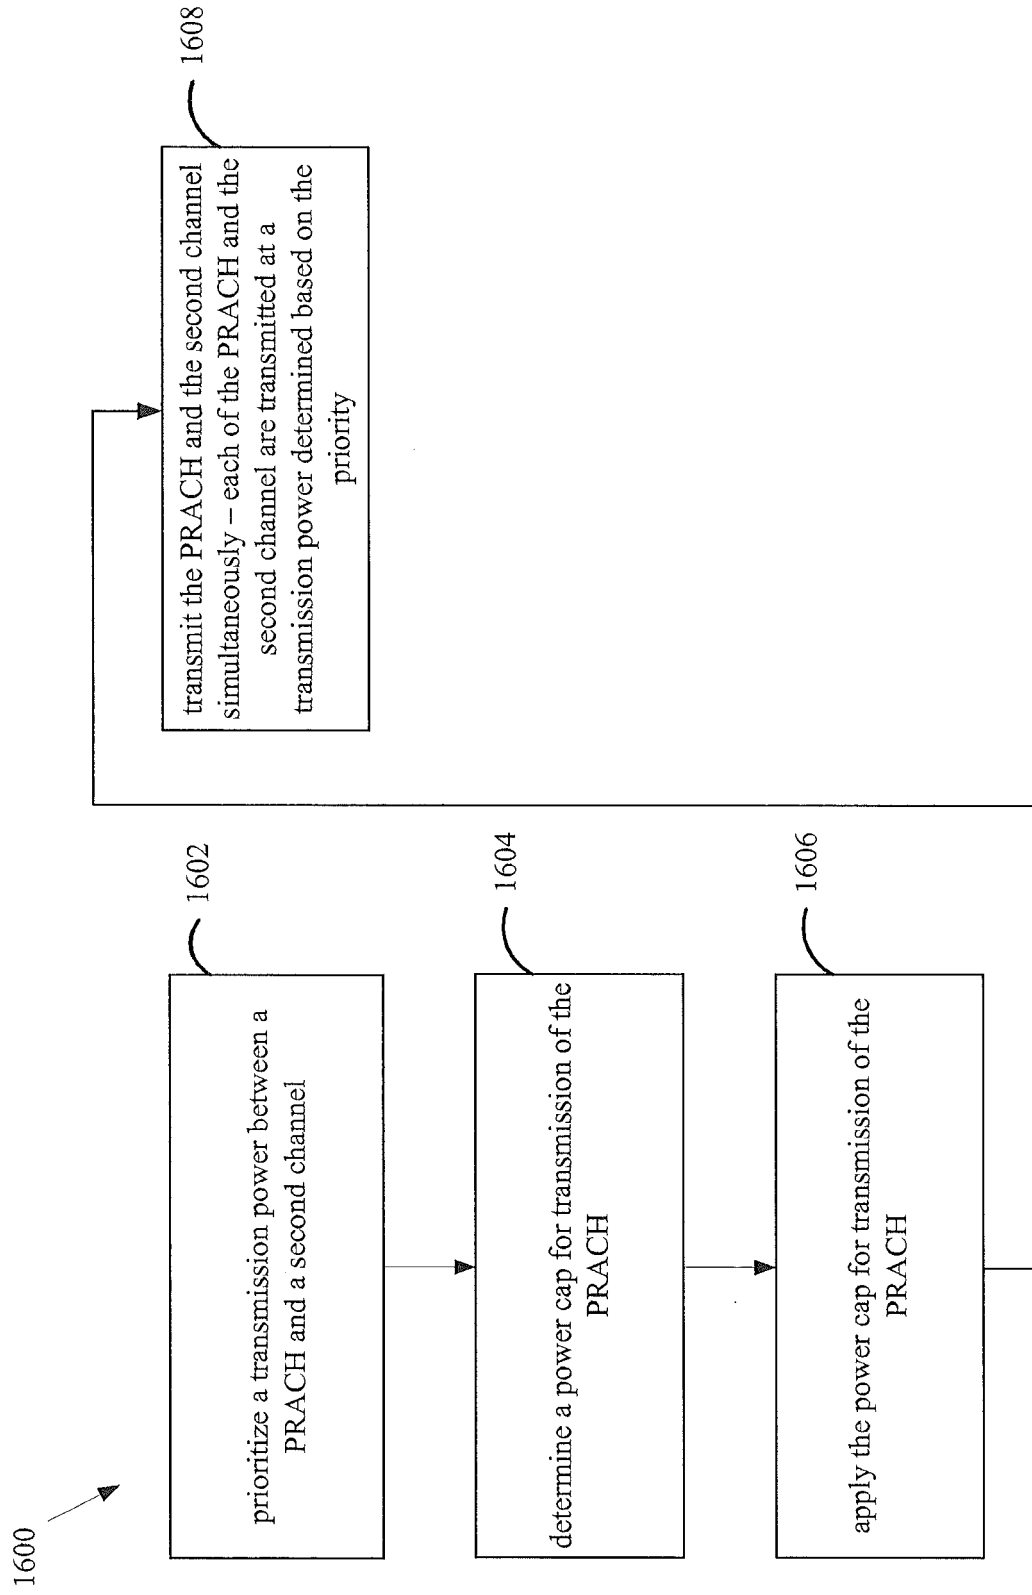 1600
1602
prioritize a transmission power between a
PRACH and a second channel
1604
determine a power cap for transmission of the
PRACH
1606
apply the power cap for transmission of the
PRACH
1608
transmit the PRACH and the second channel
simultaneously – each of the PRACH and the
second channel are transmitted at a
transmission power determined based on the
priority